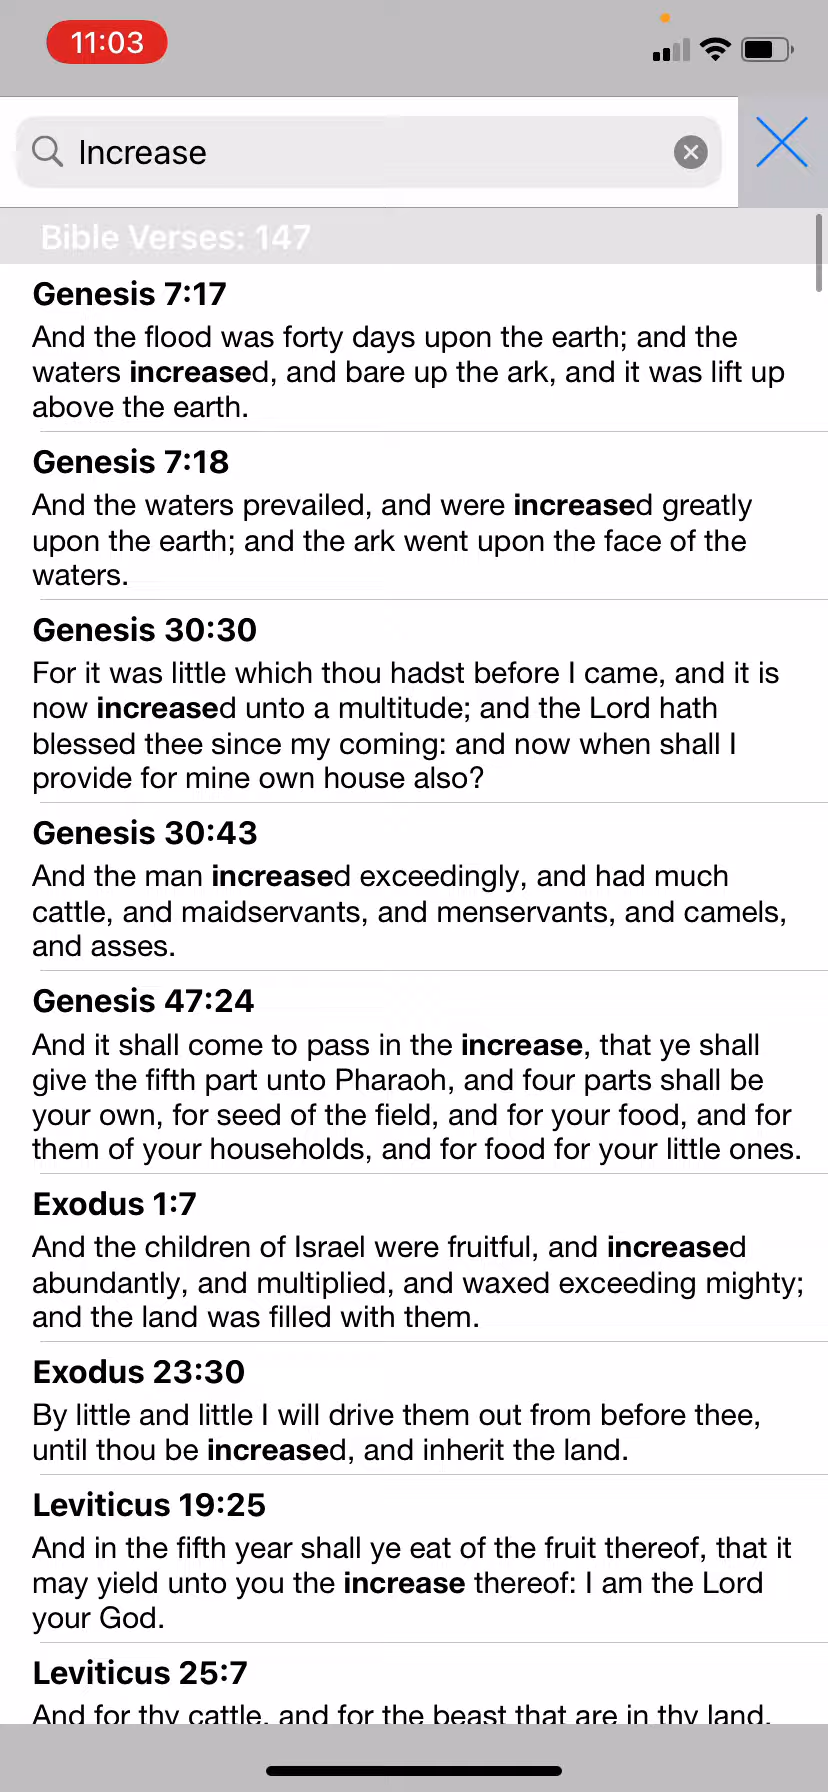 11:03
Increase
Bible Verses: 147
Genesis 7:17
And the flood was forty days upon the earth; and the
waters increased, and bare up the ark, and it was lift up
above the earth.
Genesis 7:18
And the waters prevailed, and were increased greatly
upon the earth; and the ark went upon the face of the
waters.
Genesis 30:30
For it was little which thou hadst before I came, and it is
now increased unto a multitude; and the Lord hath
blessed thee since my coming: and now when shall I
provide for mine own house also?
Genesis 30:43
And the man increased exceedingly, and had much
cattle, and maidservants, and menservants, and camels,
and asses.
Genesis 47:24
And it shall come to pass in the increase, that ye shall
give the fifth part unto Pharaoh, and four parts shall be
your own, for seed of the field, and for your food, and for
them of your households, and for food for your little ones.
Exodus 1:7
And the children of Israel were fruitful, and increased
abundantly, and multiplied, and waxed exceeding mighty;
and the land was filled with them.
Exodus 23:30
By little and little I will drive them out from before thee,
until thou be increased, and inherit the land.
Leviticus 19:25
And in the fifth year shall ye eat of the fruit thereof, that it
may yield unto you the increase thereof: I am the Lord
your God.
Leviticus 25:7
And for thy cattle, and for the beast that are in thy land,